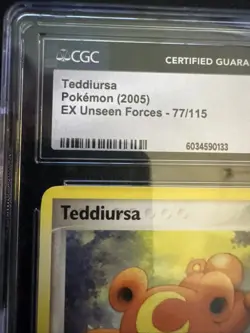 CGC
CERTIFIED GUARA
Teddiursa
Pokémon (2005)
EX Unseen Forces - 77/115
6034590133
Teddiursa